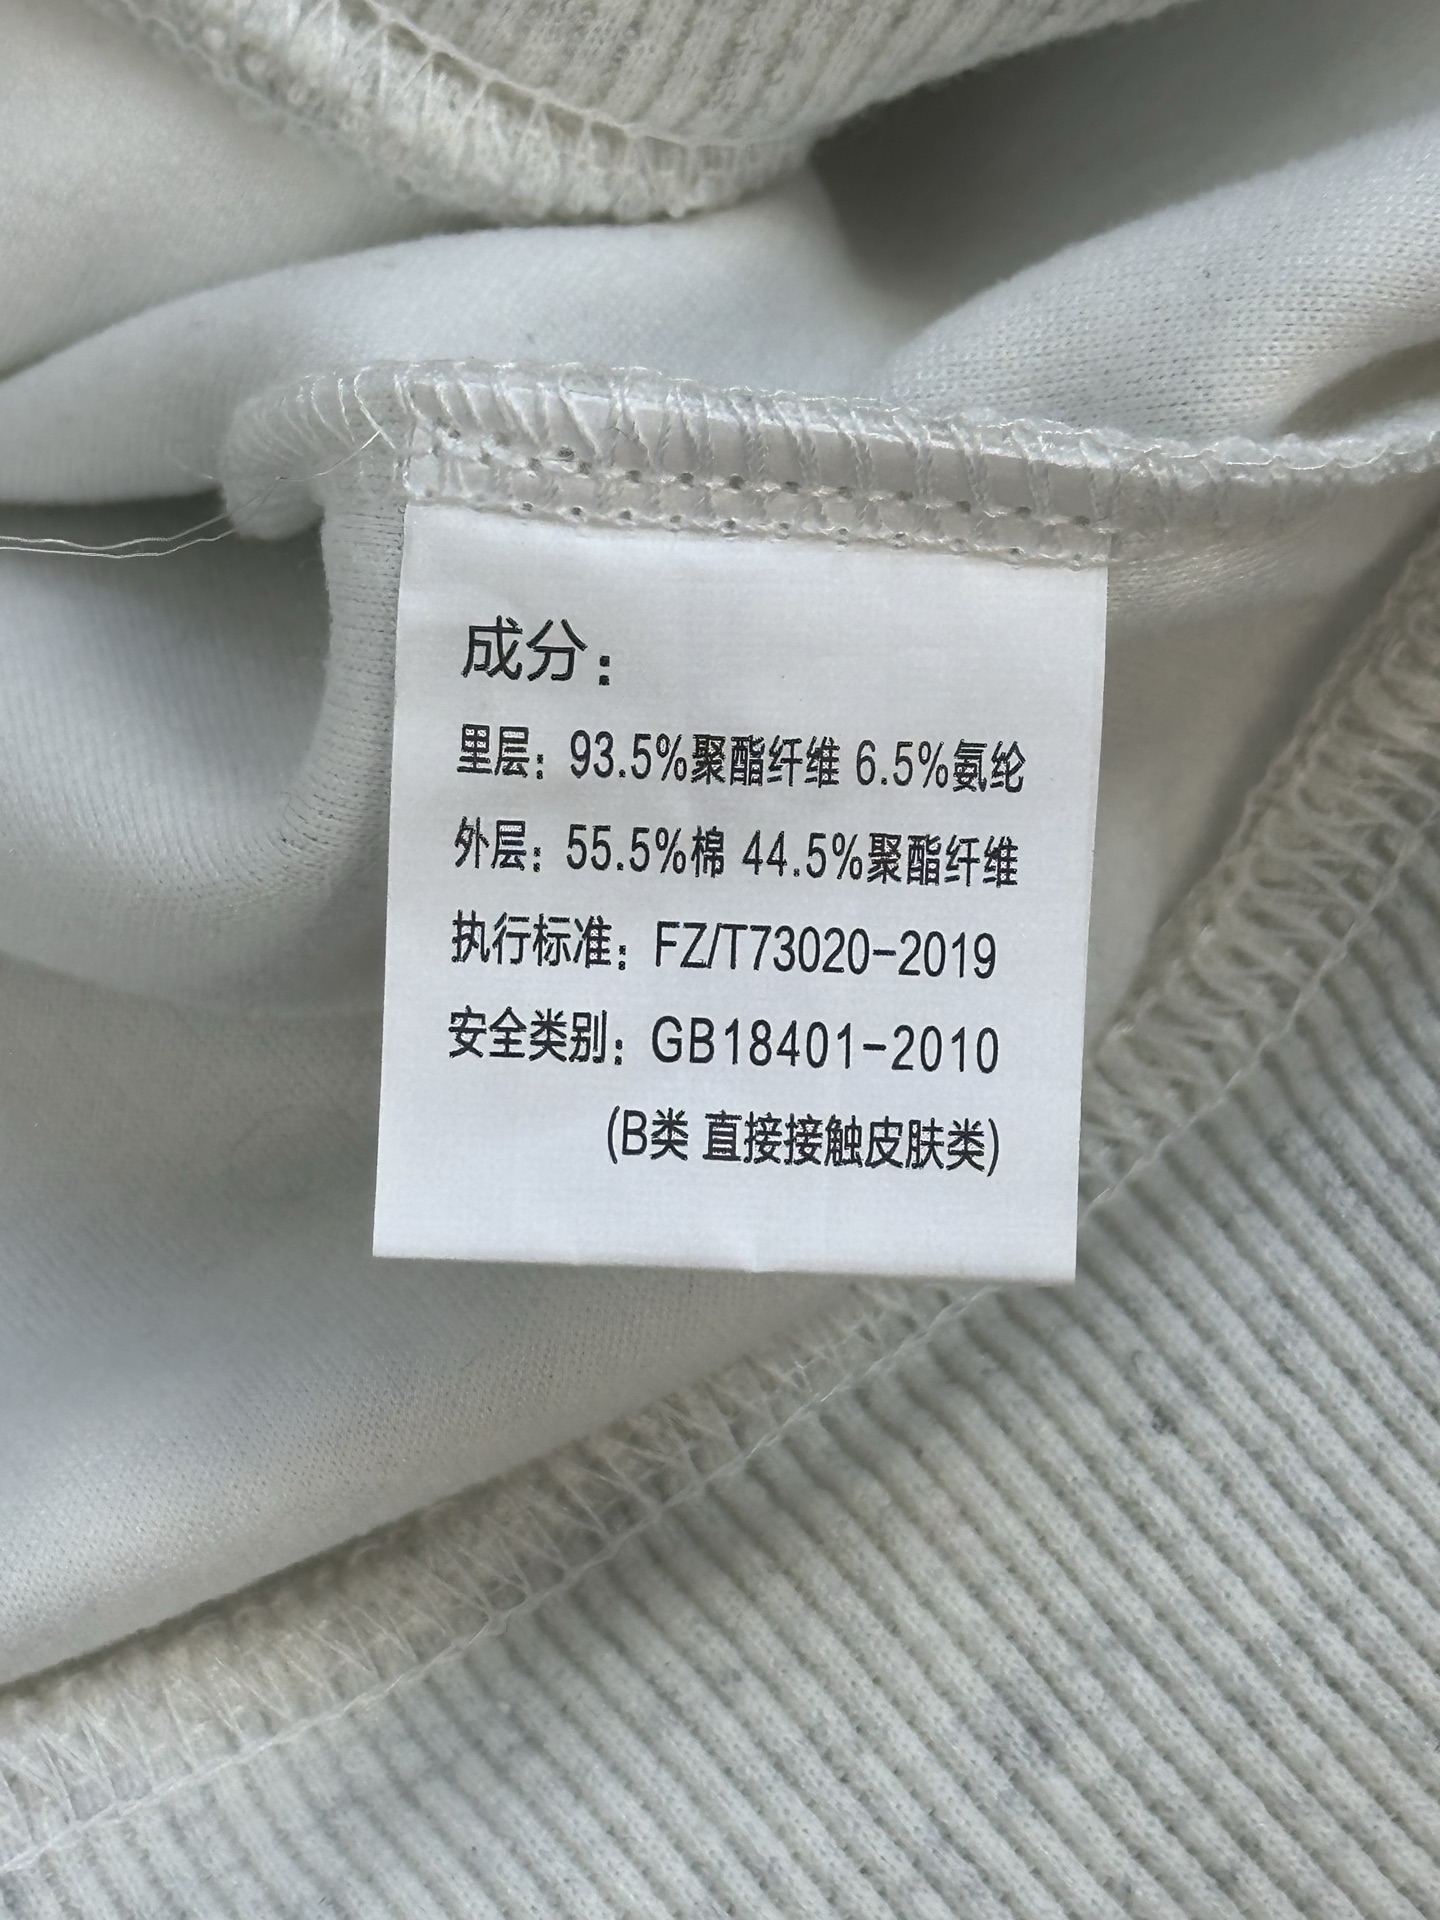 成分：
里层：93.5%聚酯纤维 6.5%氨纶
外层：55.5%棉 44.5%聚酯纤维
执行标准：FZ/T73020-2019
安全类别：GB18401-2010
(B类 直接接触皮肤类)